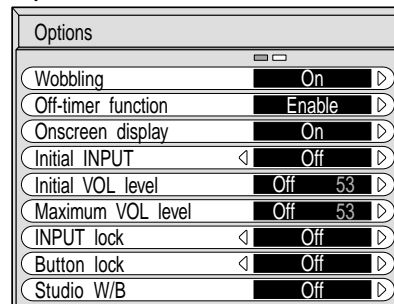 Options
Wobbling On
Off-timer function Enable
Onscreen display On
Initial INPUT Off
Initial VOL level Off 53
Maximum VOL level Off 53
INPUT lock Off
Button lock Off
Studio W/B Off